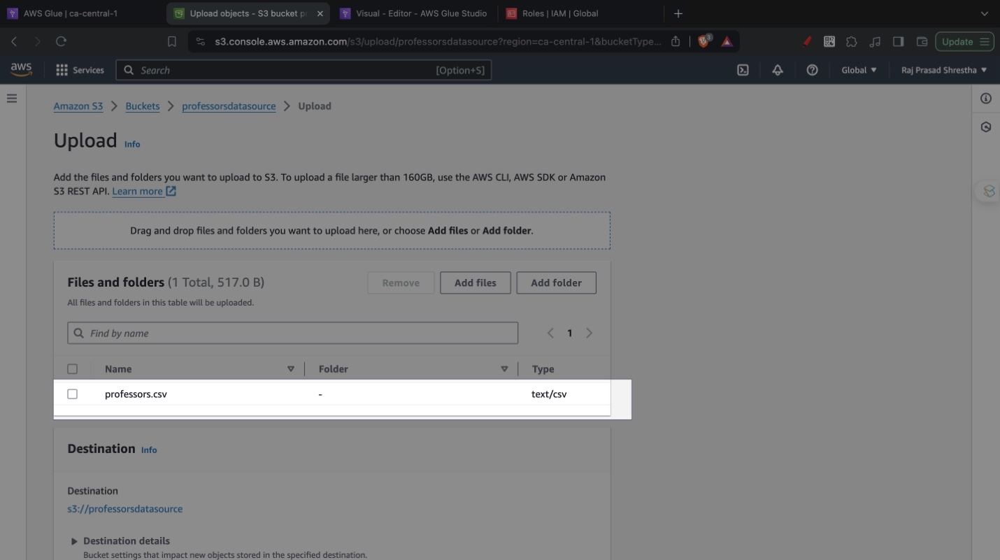 AWS Glue | ca-central-1
Upload objects - S3 bucket pr
Visual - Editor - AWS Glue Studio
Roles | IAM | Global
s3.console.aws.amazon.com/s3/upload/professorsdatasource?region=ca-central-1&bucketType...
3
Update
aws
Services
Search
[Option+S]
Global
Raj Prasad Shrestha
Amazon S3 > Buckets > professorsdatasource > Upload
Upload Info
Add the files and folders you want to upload to S3. To upload a file larger than 160GB, use the AWS CLI, AWS SDK or Amazon
S3 REST API. Learn more
Drag and drop files and folders you want to upload here, or choose Add files or Add folder.
Files and folders (1 Total, 517.0 B)
Remove
Add files
Add folder
All files and folders in this table will be uploaded.
Find by name
1
Name Folder Type
professors.csv - text/csv
Destination Info
Destination
s3://professorsdatasource
Destination details
Bucket settings that impact new objects stored in the specified destination.